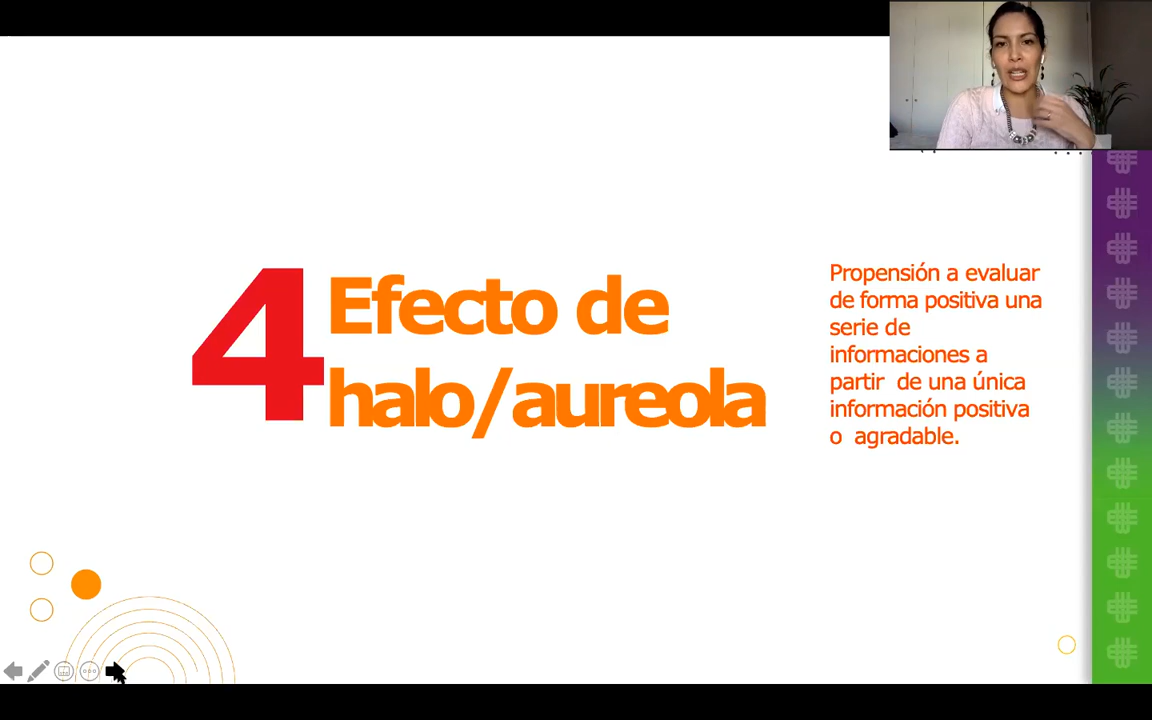 4
Efecto de
halo/aureola
Propensión a evaluar
de forma positiva una
serie de
informaciones a
partir  de una única
información positiva
o  agradable.